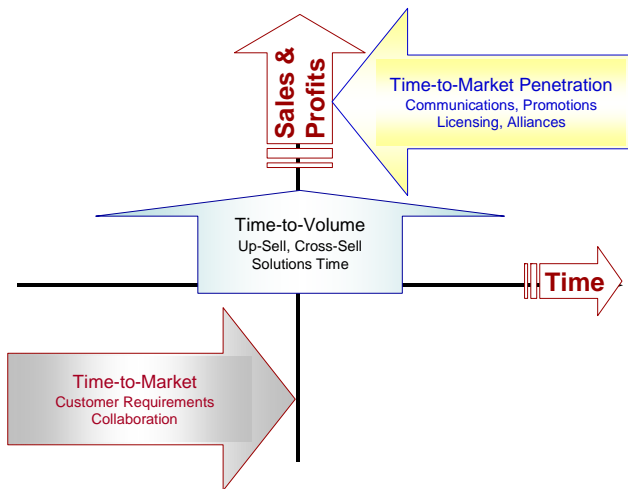 Sales &
Profits
Time-to-Market Penetration
Communications, Promotions
Licensing, Alliances
Time-to-Volume
Up-Sell, Cross-Sell
Solutions Time
Time
Time-to-Market
Customer Requirements
Collaboration